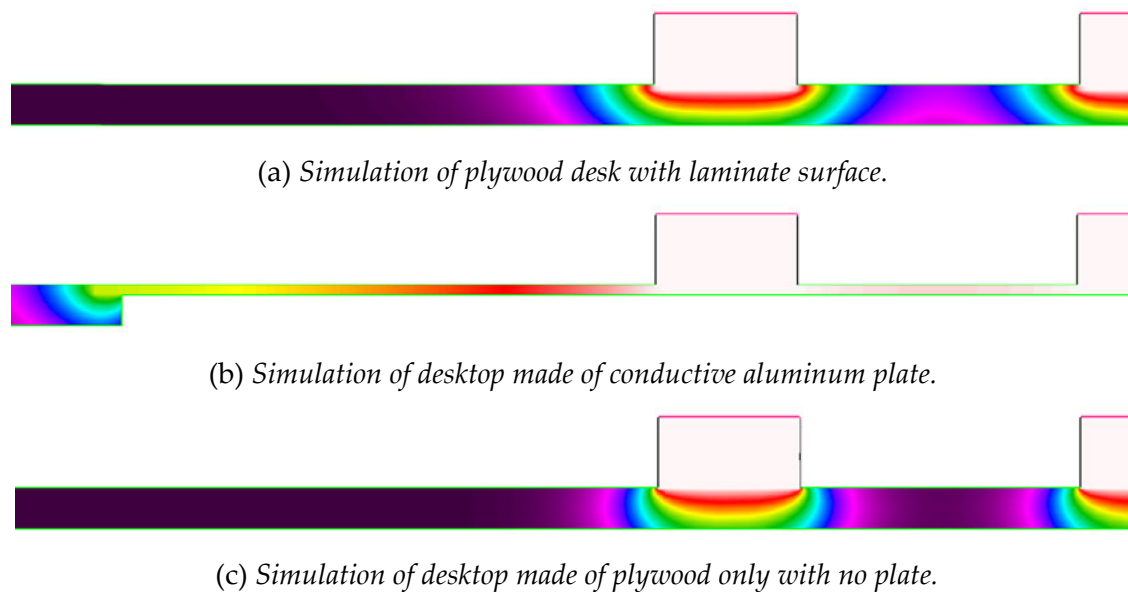 (a) Simulation of plywood desk with laminate surface.
(b) Simulation of desktop made of conductive aluminum plate.
(c) Simulation of desktop made of plywood only with no plate.